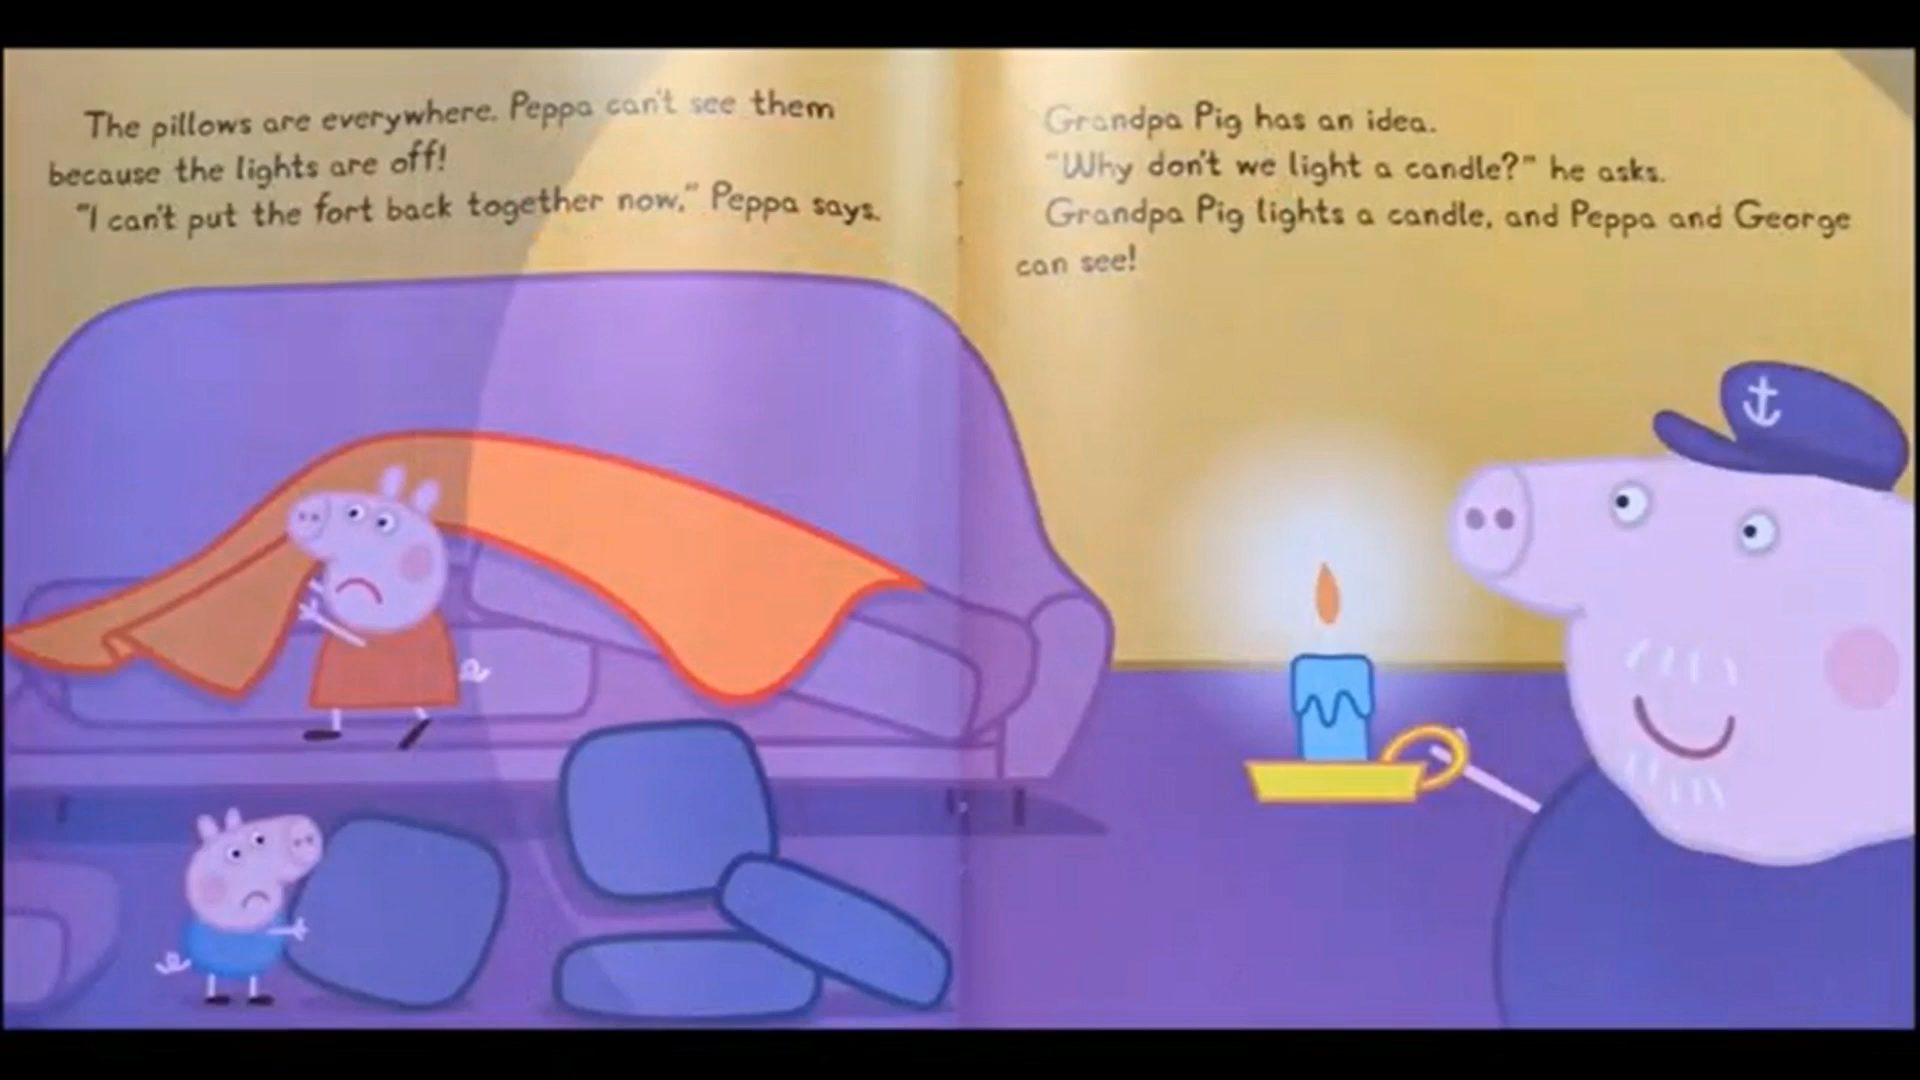 The pillows are everywhere. Peppa can't see them
because the lights are off!
"I can't put the fort back together now," Peppa says.
Grandpa Pig has an idea.
"Why don't we light a candle?" he asks.
Grandpa Pig lights a candle, and Peppa and George
can see!